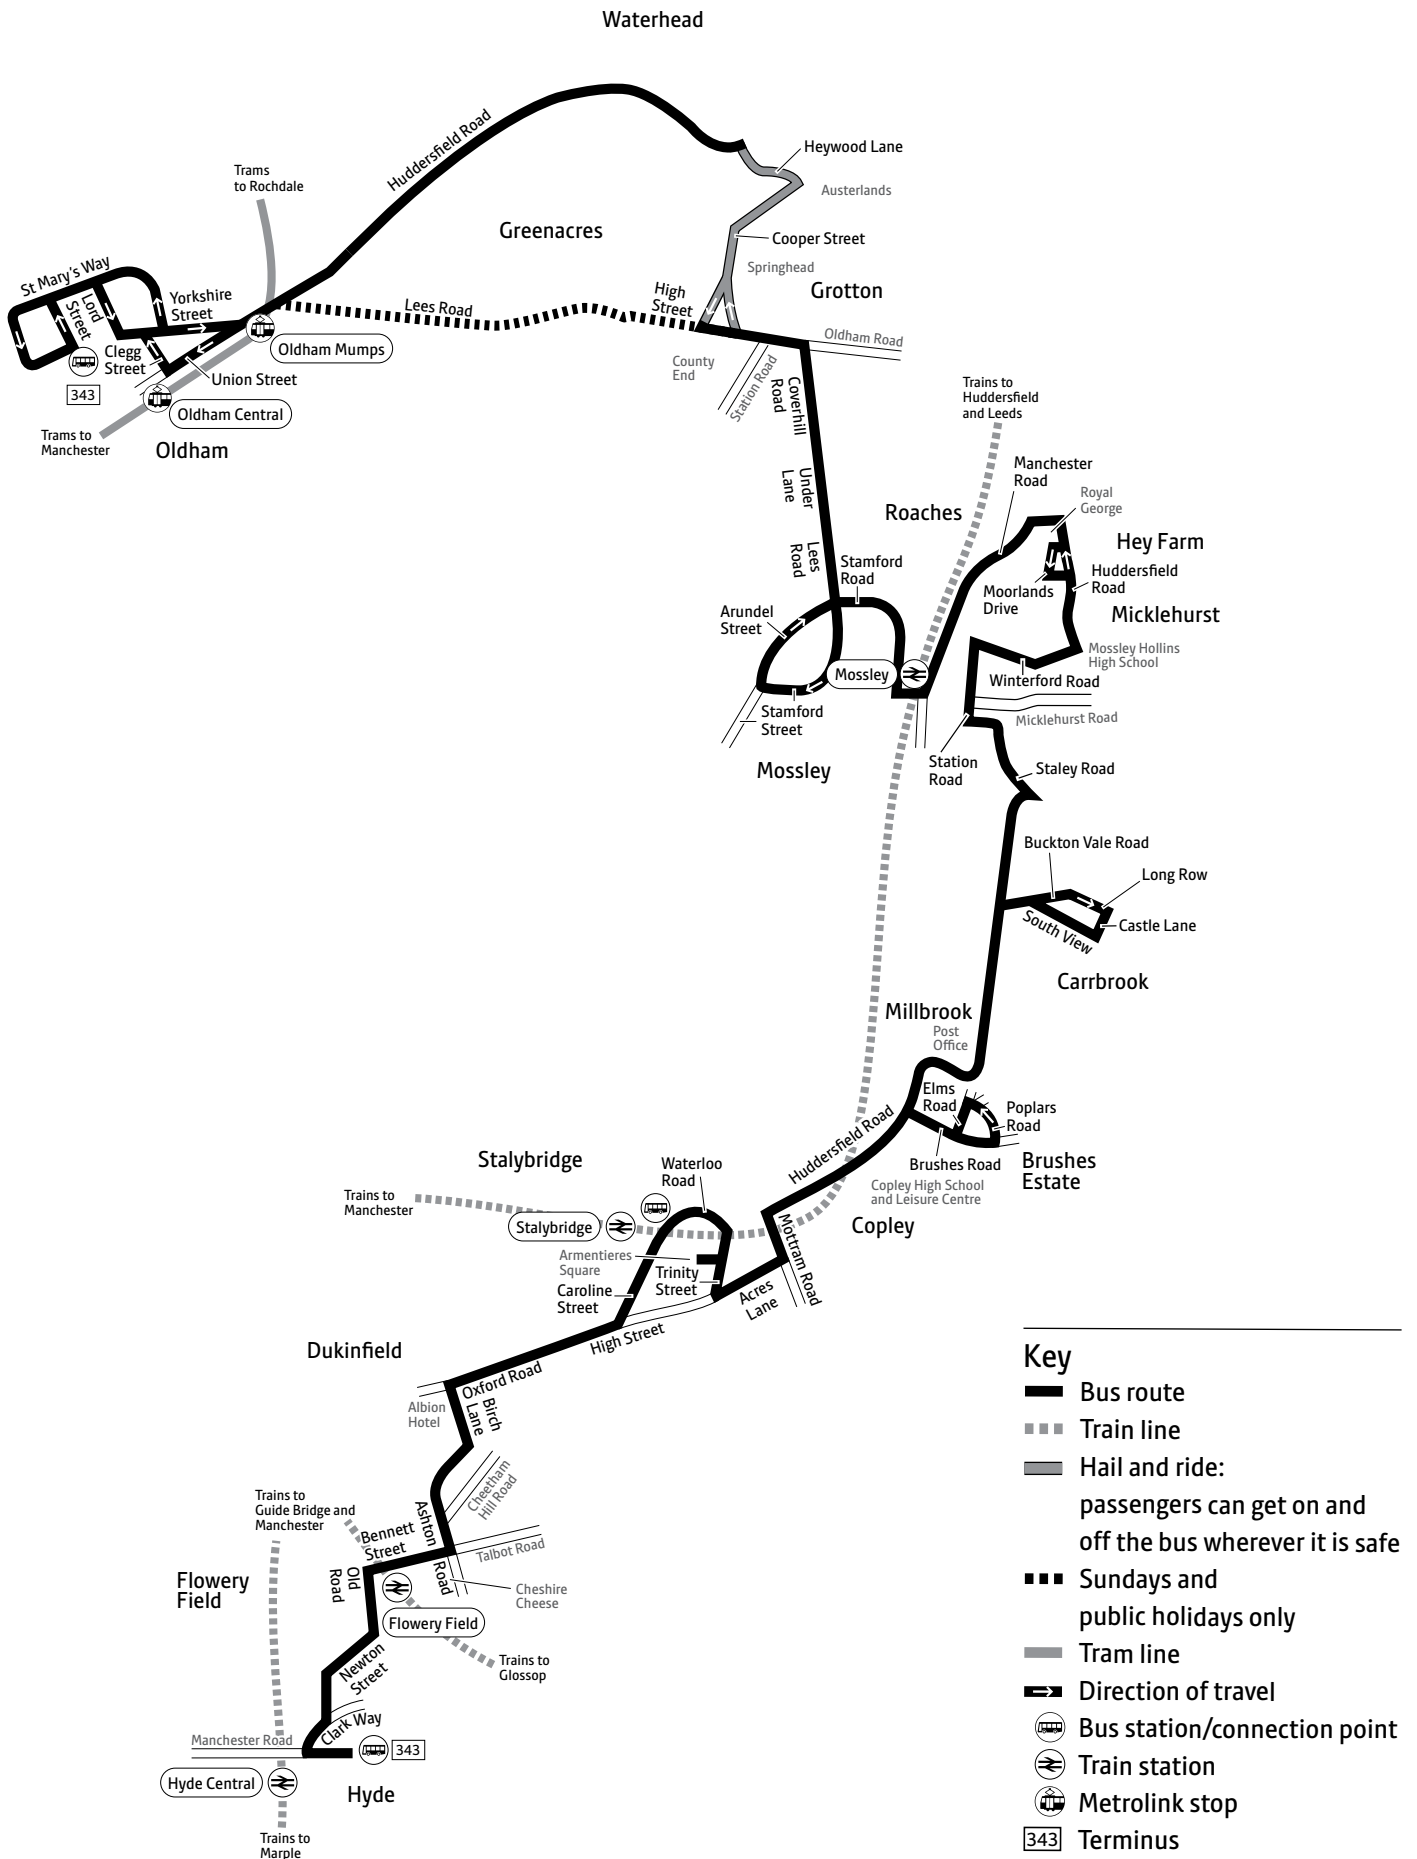 Waterhead
Huddersfield Road
Heywood Lane
Austerlands
Trams
to Rochdale
Greenacres
Cooper Street
Springhead
Grotton
St Mary's Way
Lord
Street
Yorkshire
Street
Lees Road
High
Street
Oldham Road
Clegg
Street
Oldham Mumps
County
End
Station Road
Coverhill
Road
343
Union Street
Oldham Central
Trams to
Manchester
Oldham
Trains to
Huddersfield
and Leeds
Manchester
Road
Royal
George
Under
Lane
Roaches
Hey Farm
Lees
Road
Stamford
Road
Moorlands
Drive
Huddersfield
Road
Arundel
Street
Micklehurst
Mossley Hollins
High School
Mossley
Winterford Road
Stamford
Street
Micklehurst Road
Mossley
Station
Road
Staley Road
Buckton Vale Road
Long Row
South View
Castle Lane
Carrbrook
Millbrook
Post
Office
Elms
Road
Poplars
Road
Huddersfield Road
Brushes Road
Brushes
Estate
Copley High School
and Leisure Centre
Copley
Stalybridge
Waterloo
Road
Trains to
Manchester
Stalybridge
Mottram Road
Armentieres
Square
Trinity
Street
Caroline
Street
Acres
Lane
High Street
Dukinfield
Oxford Road
Albion
Hotel
Birch
Lane
Cheetham
Hill Road
Trains to
Guide Bridge and
Manchester
Ashton
Road
Bennett
Street
Talbot Road
Flowery
Field
Old
Road
Cheshire
Cheese
Flowery Field
Newton
Street
Trains to
Glossop
Clark Way
Manchester Road
343
Hyde Central
Hyde
Trains to
Marple
Key
Bus route
Train line
Hail and ride:
passengers can get on and
off the bus wherever it is safe
Sundays and
public holidays only
Tram line
Direction of travel
Bus station/connection point
Train station
Metrolink stop
343 Terminus